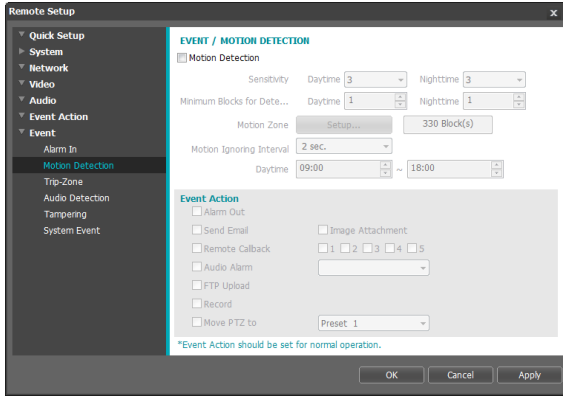 Remote Setup x
Quick Setup
System
Network
Video
Audio
Event Action
Event
Alarm In
Motion Detection
Trip-Zone
Audio Detection
Tampering
System Event
EVENT / MOTION DETECTION
Motion Detection
Sensitivity Daytime 3 Nighttime 3
Minimum Blocks for Dete... Daytime 1 Nighttime 1
Motion Zone Setup... 330 Block(s)
Motion Ignoring Interval 2 sec.
Daytime 09:00 ~ 18:00
Event Action
Alarm Out
Send Email Image Attachment
Remote Callback 1 2 3 4 5
Audio Alarm
FTP Upload
Record
Move PTZ to Preset 1
*Event Action should be set for normal operation.
OK Cancel Apply